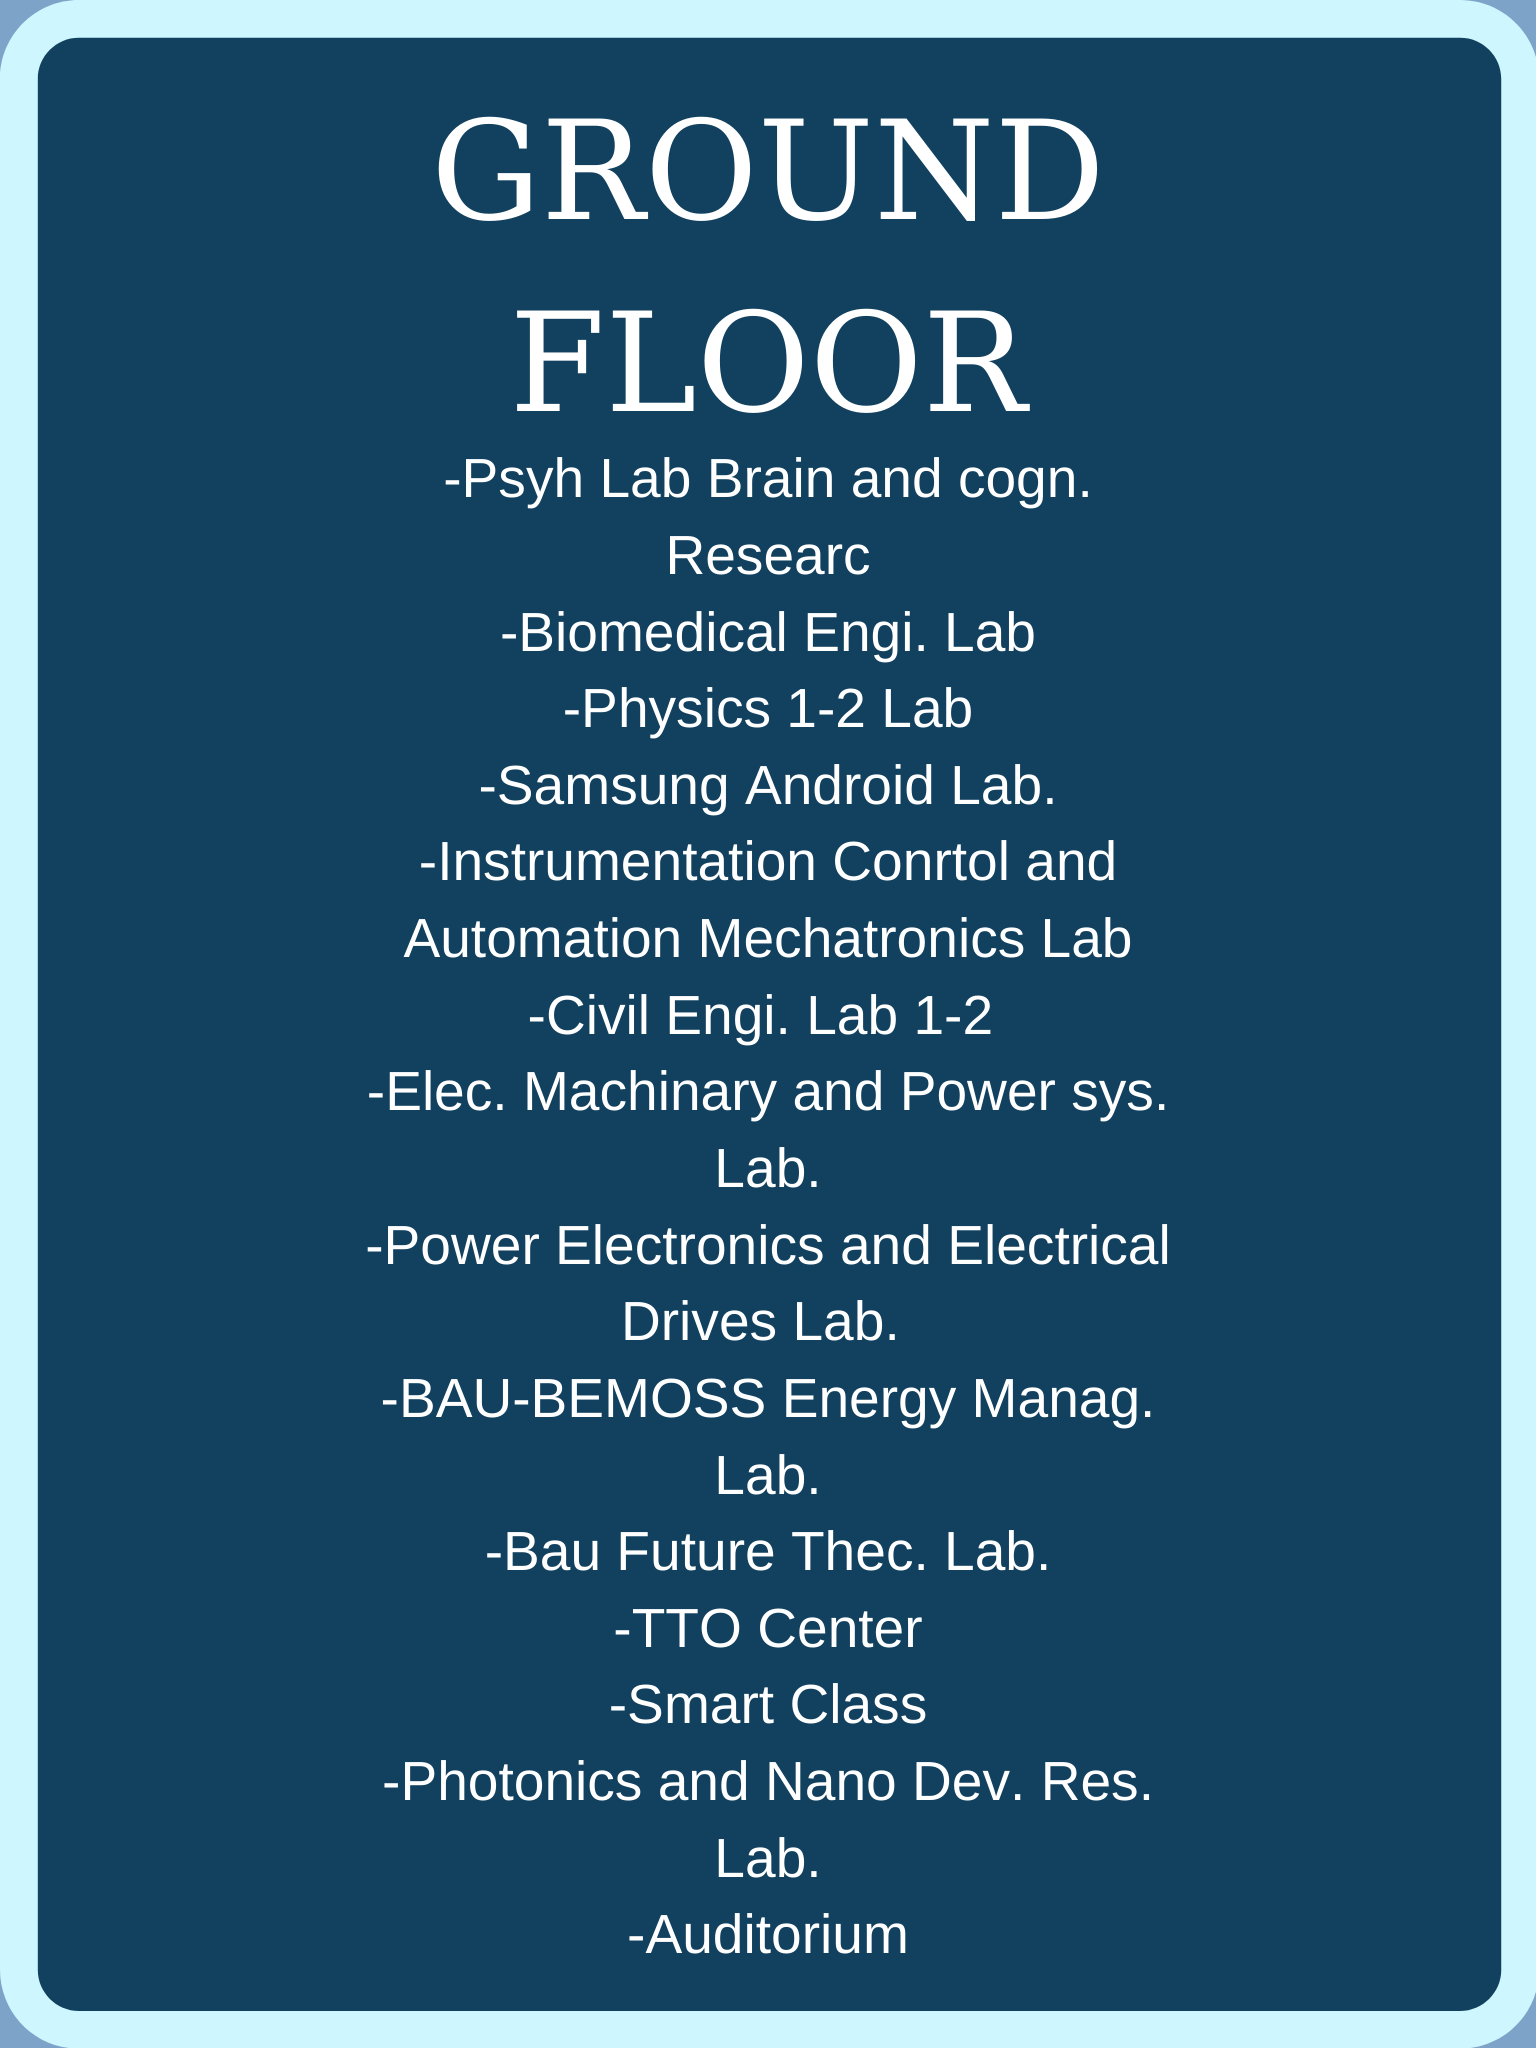 GROUND
FLOOR
-Psyh Lab Brain and cogn.
Researc
-Biomedical Engi. Lab
-Physics 1-2 Lab
-Samsung Android Lab.
-Instrumentation Conrtol and
Automation Mechatronics Lab
-Civil Engi. Lab 1-2
-Elec. Machinary and Power sys.
Lab.
-Power Electronics and Electrical
Drives Lab.
-BAU-BEMOSS Energy Manag.
Lab.
-Bau Future Thec. Lab.
-TTO Center
-Smart Class
-Photonics and Nano Dev. Res.
Lab.
-Auditorium